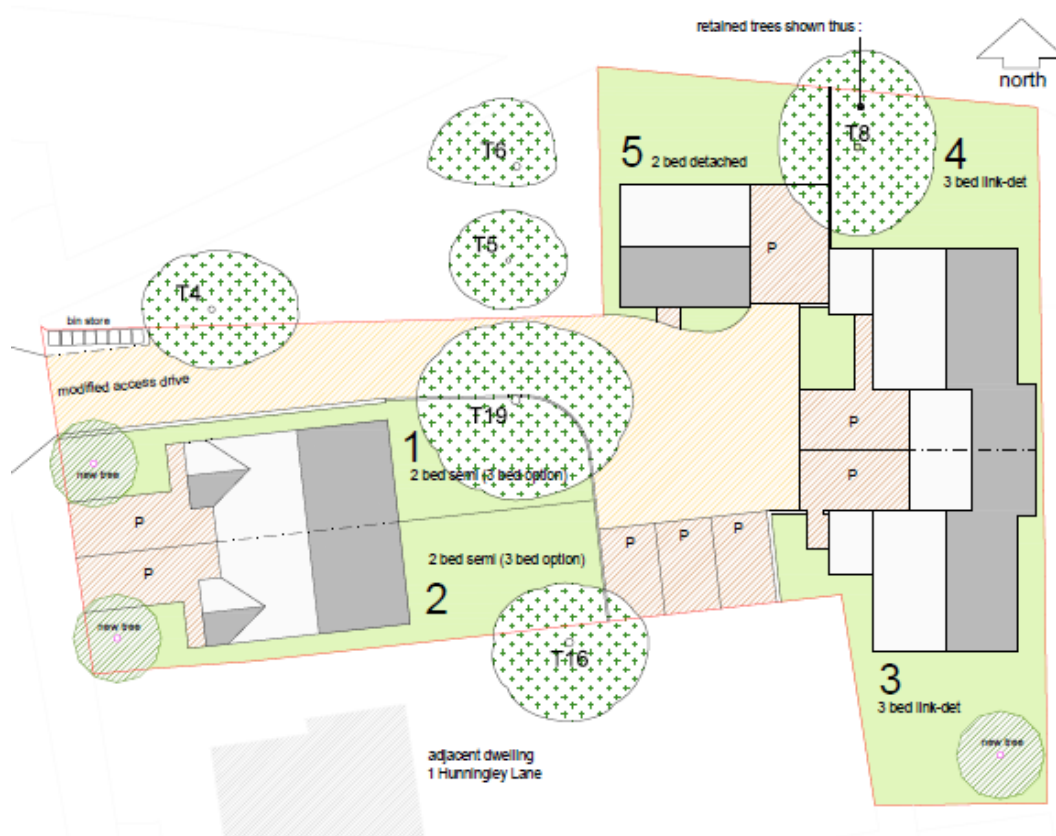 retained trees shown thus :
north
T6
T8
5 2 bed detached
4
3 bed link-det
T5
P
T4
bin store
modified access drive
T19
1
2 bed semi (3 bed option)
new tree
P
P
P
P
P
P
P
2 bed semi (3 bed option)
2
new tree
T16
3
3 bed link-det
new tree
adjacent dwelling
1 Hunningley Lane